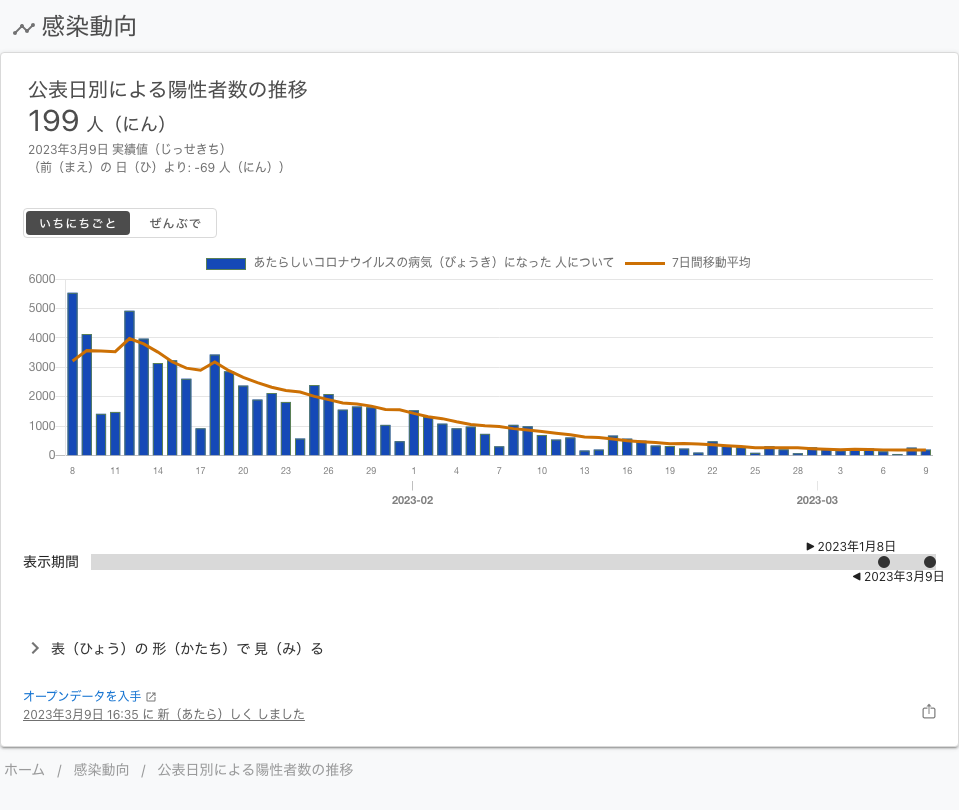 感染動向
公表日別による陽性者数の推移
199 人（にん）
2023年3月9日 実績値（じっせきち）
（前（まえ）の 日（ひ）より: -69 人（にん））
いちにちごと ぜんぶで
あたらしいコロナウイルスの病気（びょうき）になった 人について 7日間移動平均
6000
5000
4000
3000
2000
1000
0
8 11 14 17 20 23 26 29 1 4 7 10 13 16 19 22 25 28 3 6 9
2023-02 2023-03
2023年1月8日
表示期間
2023年3月9日
表（ひょう）の 形（かたち）で 見（み）る
オープンデータを入手
2023年3月9日 16:35 に 新（あたら）しく しました
ホーム / 感染動向 / 公表日別による陽性者数の推移